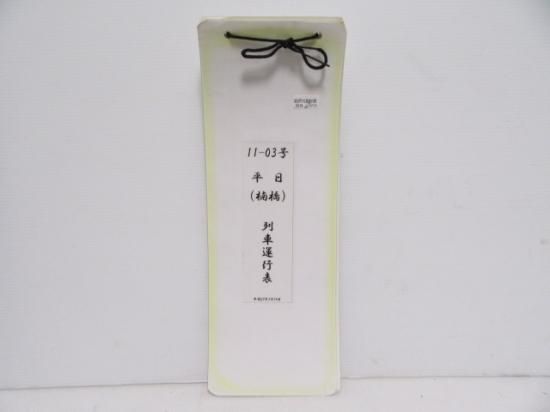 11-03号
平日
(楠橋)
列車運行表